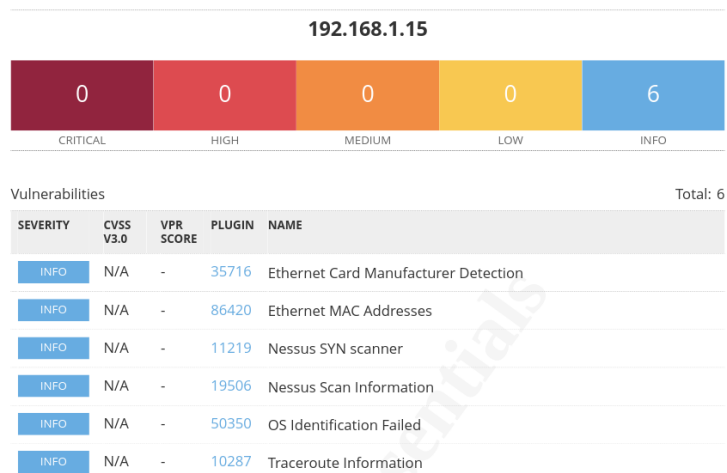 192.168.1.15
0 0 0 0 6
CRITICAL HIGH MEDIUM LOW INFO
Vulnerabilities Total: 6
SEVERITY CVSS V3.0 VPR SCORE PLUGIN NAME
INFO N/A - 35716 Ethernet Card Manufacturer Detection
INFO N/A - 86420 Ethernet MAC Addresses
INFO N/A - 11219 Nessus SYN scanner
INFO N/A - 19506 Nessus Scan Information
INFO N/A - 50350 OS Identification Failed
INFO N/A - 10287 Traceroute Information